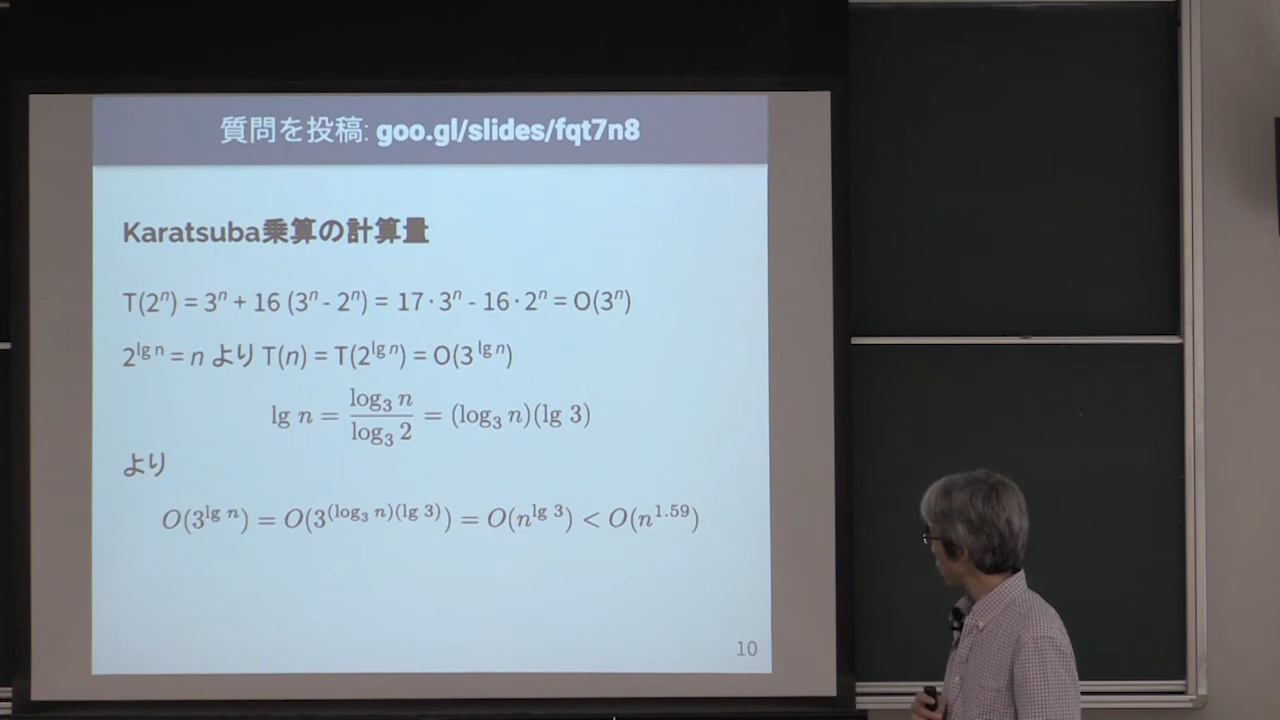 質問を投稿: goo.gl/slides/fqt7n8
Karatsuba乗算の計算量
T(2ⁿ) = 3ⁿ + 16 (3ⁿ - 2ⁿ) = 17 · 3ⁿ - 16 · 2ⁿ = O(3ⁿ)
2^{lg n} = n より T(n) = T(2^{lg n}) = O(3^{lg n})
lg n = \frac{log₃ n}{log₃ 2} = (log₃ n)(lg 3)
より
O(3^{lg n}) = O(3^{(log₃ n)(lg 3)}) = O(n^{lg 3}) < O(n^{1.59})
10